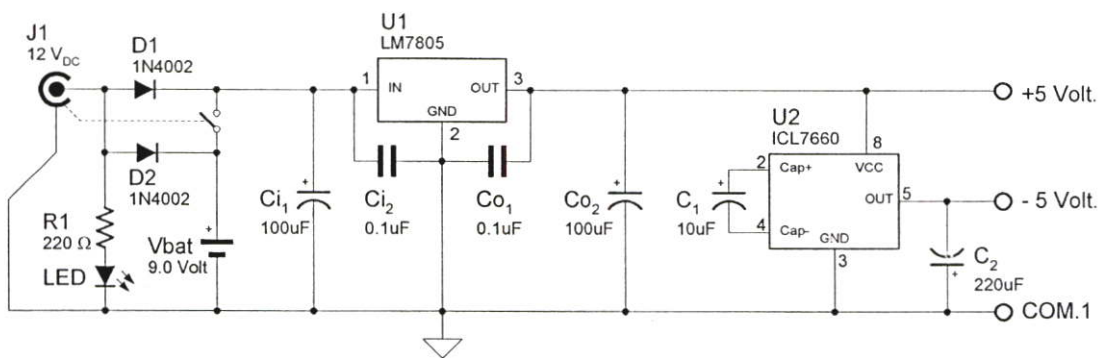 J1
12 VDC
D1
1N4002
D2
1N4002
R1
220 Ω
LED
+
Vbat
9.0 Volt
+
Ci1
100uF
U1
LM7805
1
IN
OUT
3
GND
2
Ci2
0.1uF
Co1
0.1uF
+
Co2
100uF
U2
ICL7660
8
VCC
2
Cap+
+
C1
10uF
4
Cap-
OUT
5
GND
3
C2
+
220uF
+5 Volt.
- 5 Volt.
COM.1